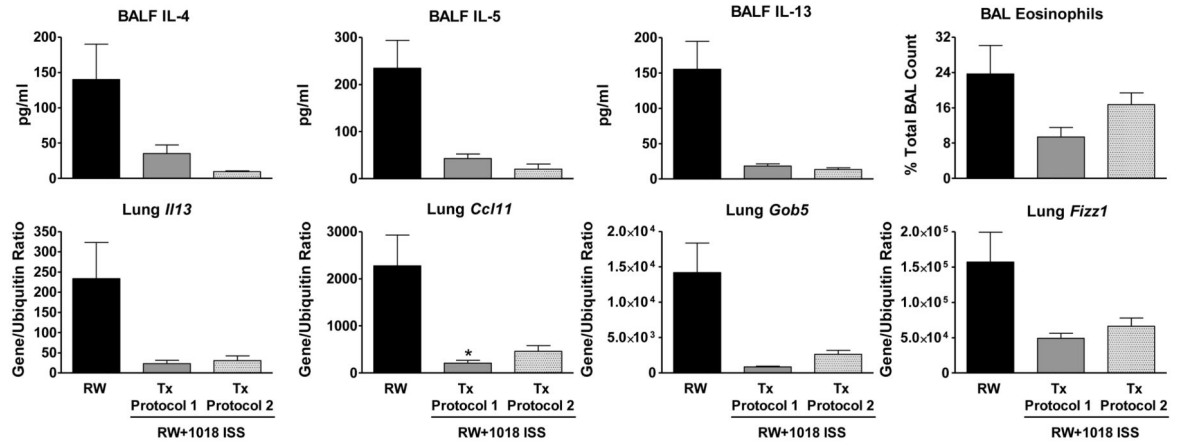 BALF IL-4
BALF IL-5
BALF IL-13
BAL Eosinophils
pg/ml
200
150
100
50
0
pg/ml
300
200
100
0
pg/ml
200
150
100
50
0
% Total BAL Count
32
24
16
8
0
Lung Il13
Lung Ccl11
Lung Gob5
Lung Fizz1
Gene/Ubiquitin Ratio
350
300
250
200
150
100
50
0
Gene/Ubiquitin Ratio
3000
2000
1000
0
*
Gene/Ubiquitin Ratio
2.0×10⁴
1.5×10⁴
1.0×10⁴
5.0×10³
0
Gene/Ubiquitin Ratio
2.0×10⁵
1.5×10⁵
1.0×10⁵
5.0×10⁴
0
RW Tx Tx
Protocol 1 Protocol 2
RW+1018 ISS
RW Tx Tx
Protocol 1 Protocol 2
RW+1018 ISS
RW Tx Tx
Protocol 1 Protocol 2
RW+1018 ISS
RW Tx Tx
Protocol 1 Protocol 2
RW+1018 ISS